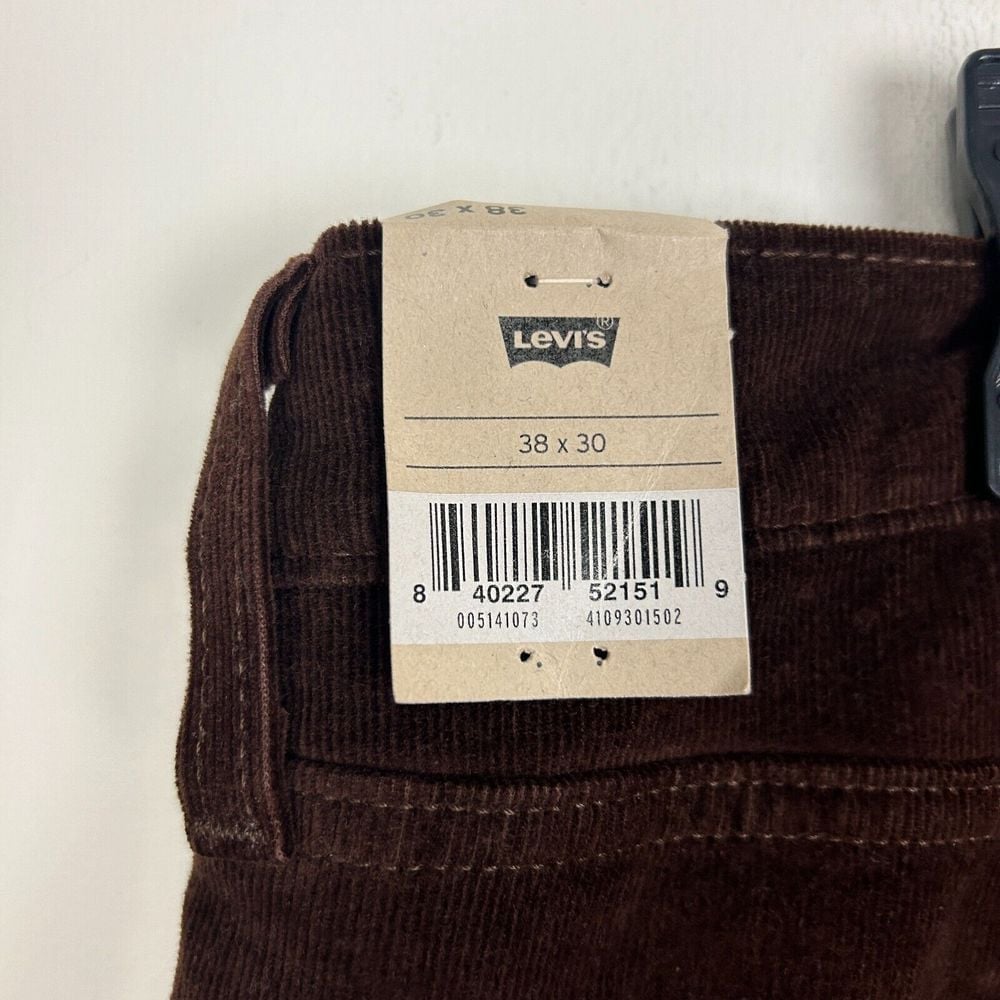 38 x 30
LEVI'S®
38 x 30
8 40227 52151 9
005141073 4109301502